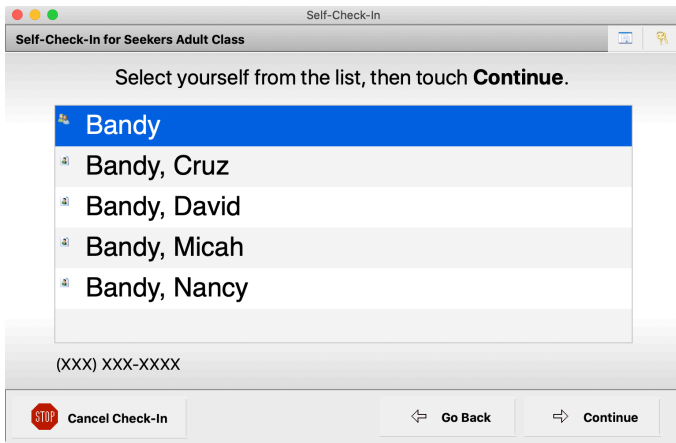 Self-Check-In
Self-Check-In for Seekers Adult Class
Select yourself from the list, then touch Continue.
Bandy
Bandy, Cruz
Bandy, David
Bandy, Micah
Bandy, Nancy
(XXX) XXX-XXXX
STOP Cancel Check-In
Go Back
Continue